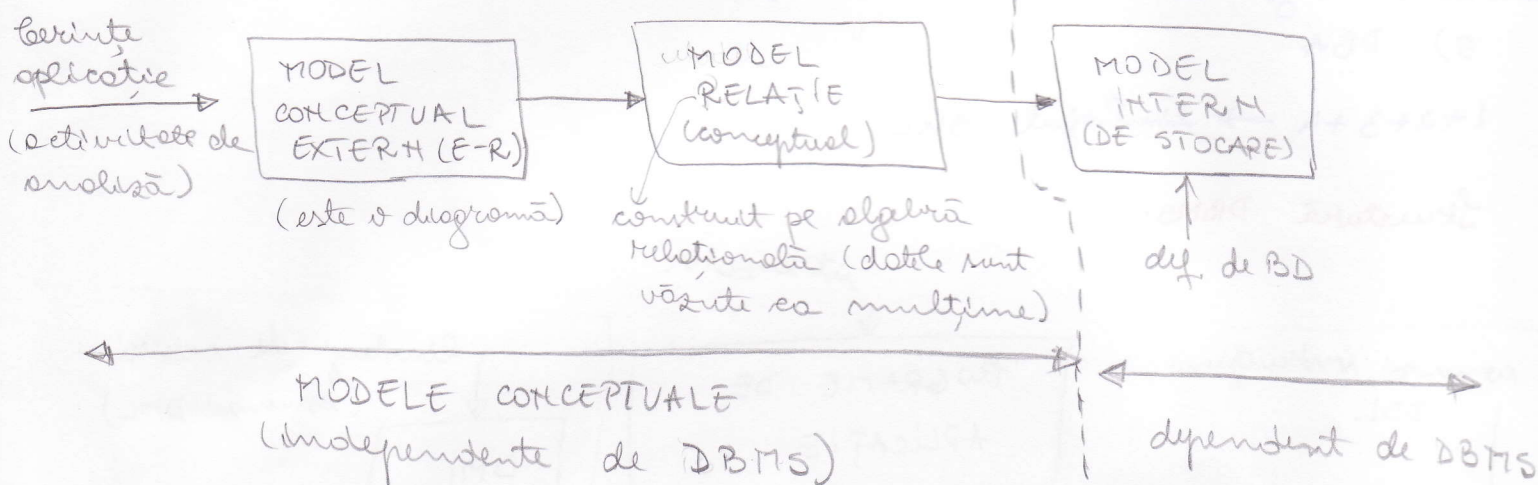 Cerințe
aplicație
(activitate de
analiză)
MODEL
CONCEPTUAL
EXTERN (E-R)
(este o diagramă)
MODEL
RELAȚIE
(conceptual)
construit pe algebră
relațională (datele sunt
văzute ca mulțime)
MODEL
INTERN
(DE STOCARE)
def. de BD
MODELE CONCEPTUALE
(independente de DBMS)
dependent de DBMS